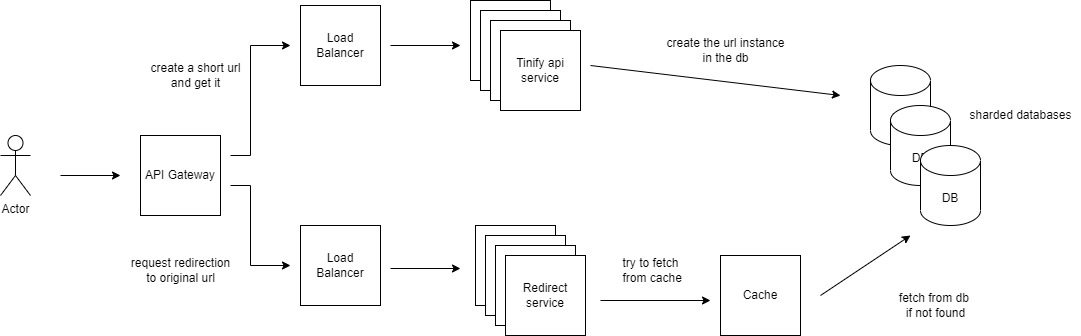 Load
Balancer
Tinify api
service
create the url instance
in the db
create a short url
and get it
sharded databases
D
DB
API Gateway
Actor
request redirection
to original url
Load
Balancer
Redirect
service
try to fetch
from cache
Cache
fetch from db
if not found